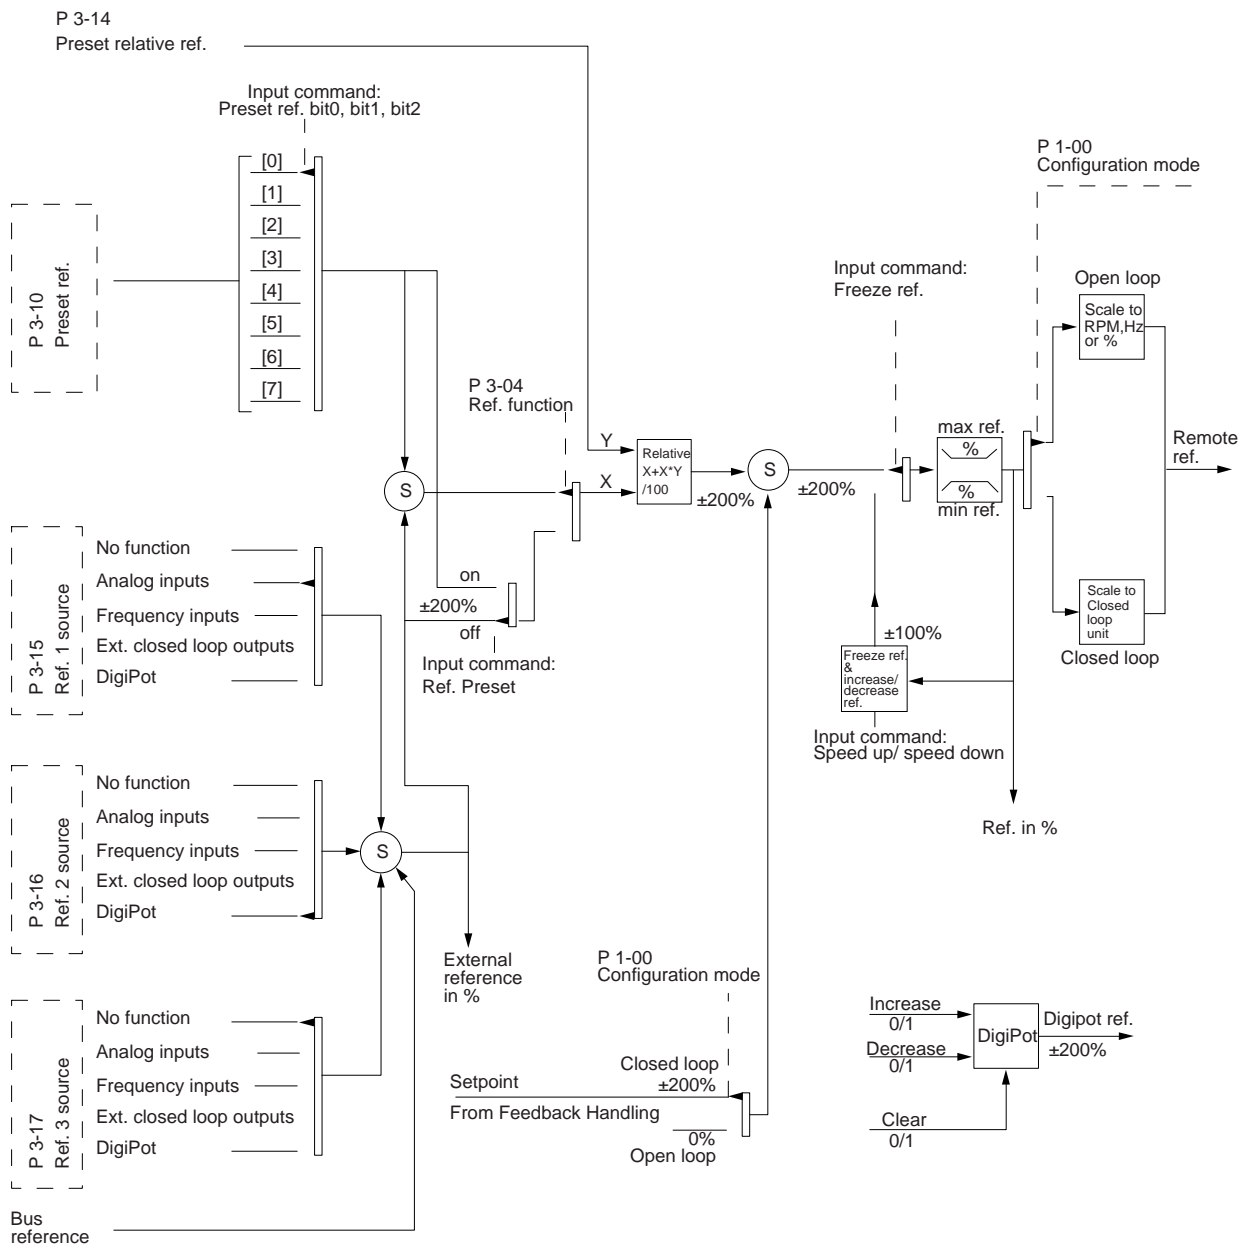 P 3-14
Preset relative ref.
Input command:
Preset ref. bit0, bit1, bit2
[0]
[1]
[2]
[3]
[4]
[5]
[6]
[7]
P 3-10
Preset ref.
P 1-00
Configuration mode
Input command:
Freeze ref.
Open loop
Scale to
RPM,Hz
or %
P 3-04
Ref. function
Y
X
Relative
X+X*Y
/100
±200%
S
±200%
max ref.
%
%
min ref.
Remote
ref.
S
on
±200%
off
Input command:
Ref. Preset
P 3-15
Ref. 1 source
No function
Analog inputs
Frequency inputs
Ext. closed loop outputs
DigiPot
±100%
Freeze ref.
&
increase/
decrease
ref.
Input command:
Speed up/ speed down
Scale to
Closed
loop
unit
Closed loop
Ref. in %
P 3-16
Ref. 2 source
No function
Analog inputs
Frequency inputs
Ext. closed loop outputs
DigiPot
S
External
reference
in %
P 1-00
Configuration mode
Closed loop
Setpoint
±200%
From Feedback Handling
0%
Open loop
P 3-17
Ref. 3 source
No function
Analog inputs
Frequency inputs
Ext. closed loop outputs
DigiPot
Increase
0/1
Decrease
0/1
Clear
0/1
DigiPot
Digipot ref.
±200%
Bus
reference